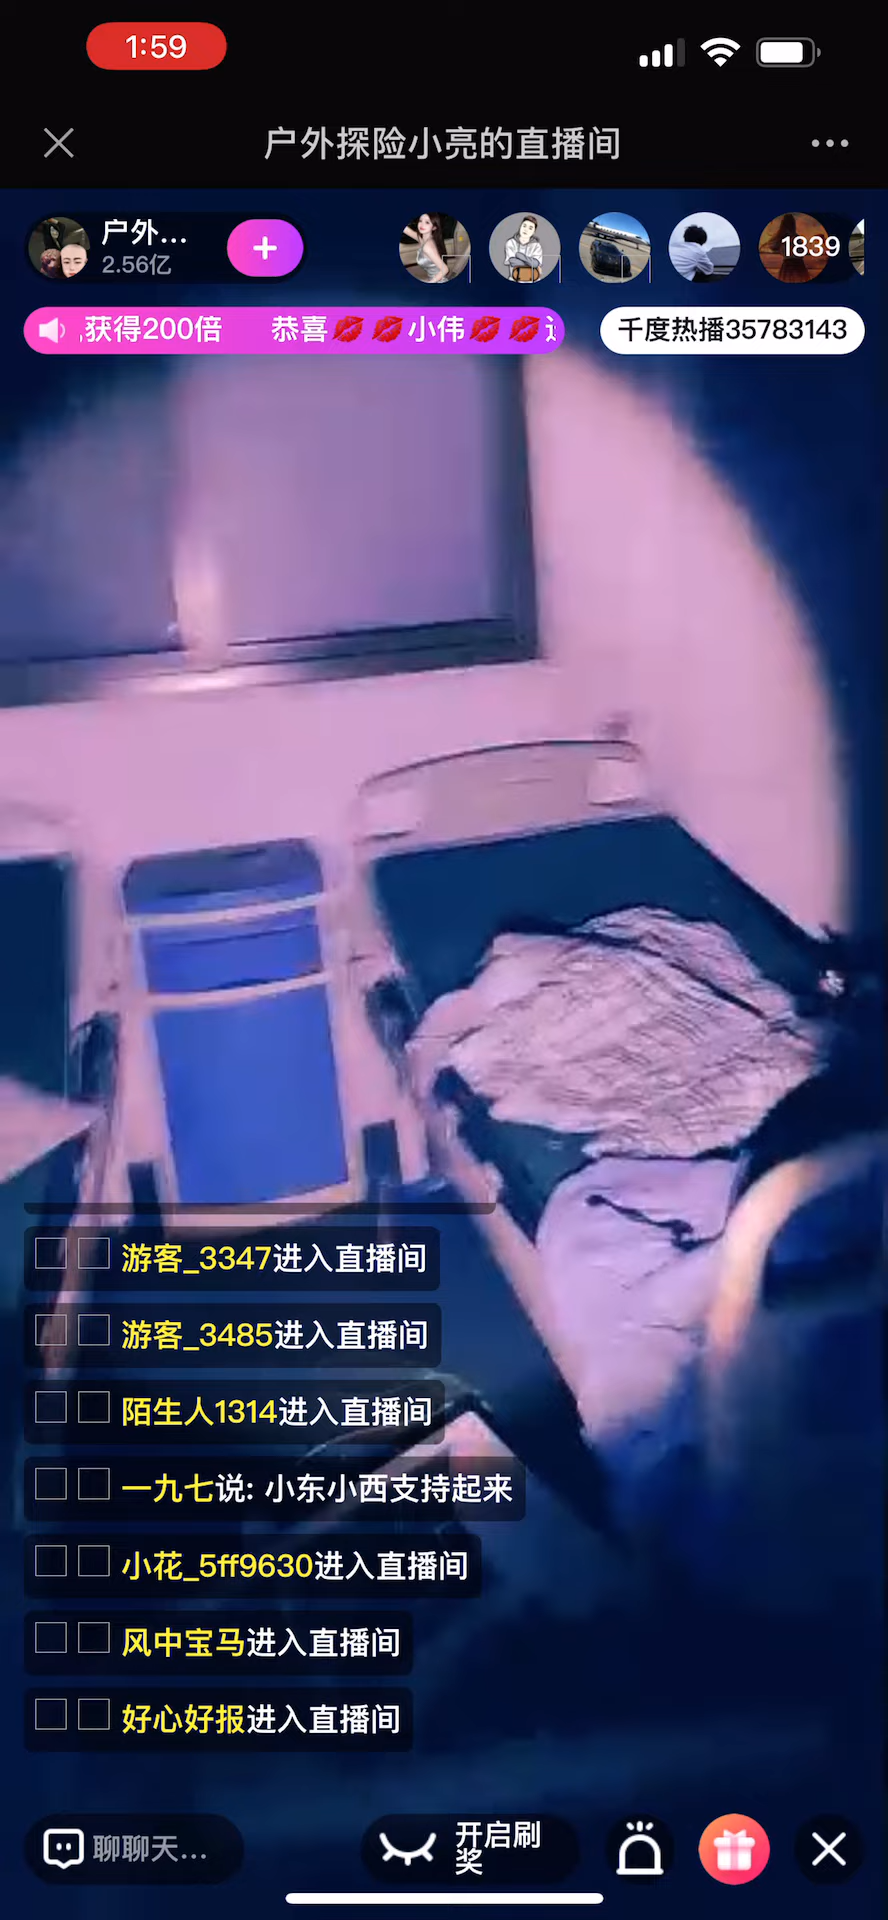 1:59
户外探险小亮的直播间
户外...
2.56亿
1839
获得200倍 恭喜💋💋小伟💋💋
千度热播35783143
游客_3347进入直播间
游客_3485进入直播间
陌生人1314进入直播间
一九七说: 小东小西支持起来
小花_5ff9630进入直播间
风中宝马进入直播间
好心好报进入直播间
聊聊天...
开启刷
奖